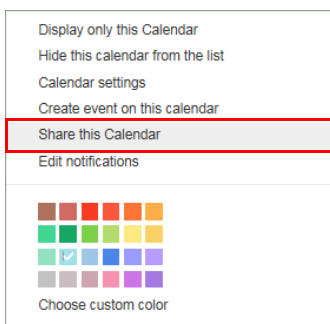 Display only this Calendar
Hide this calendar from the list
Calendar settings
Create event on this calendar
Share this Calendar
Edit notifications
Choose custom color